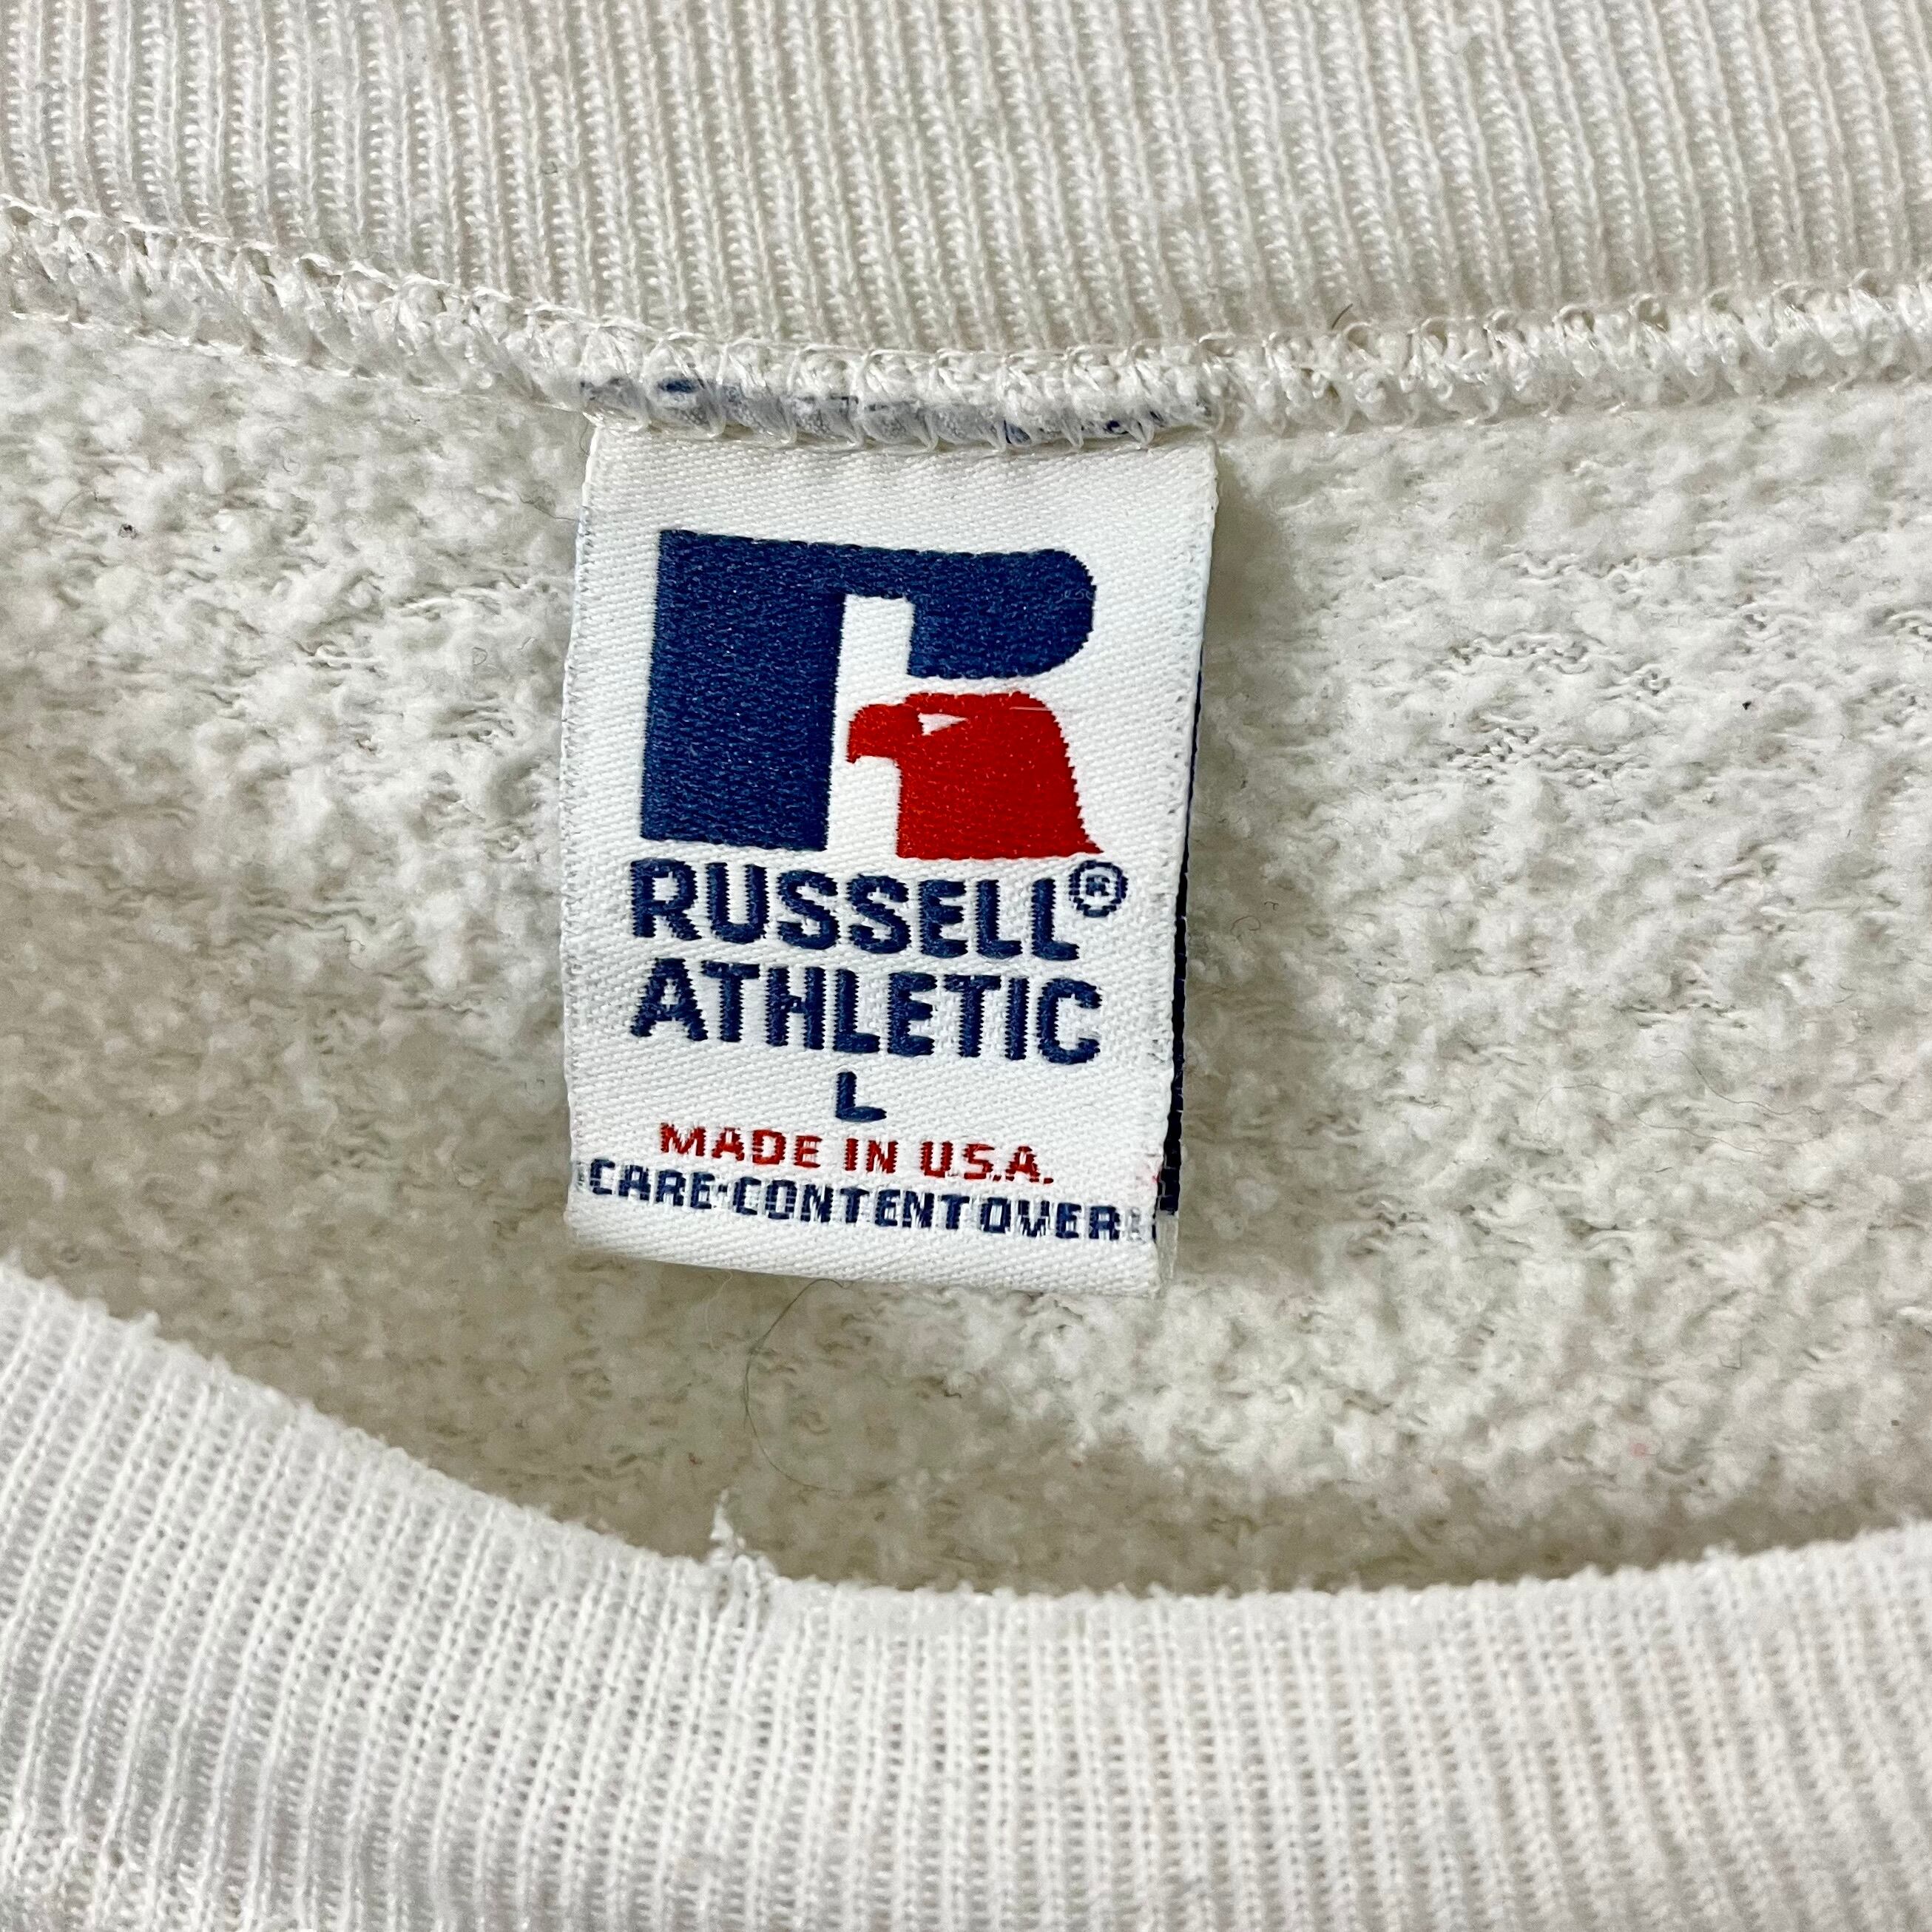 RUSSELL®
ATHLETIC
L
MADE IN U.S.A.
CARE·CONTENT OVER